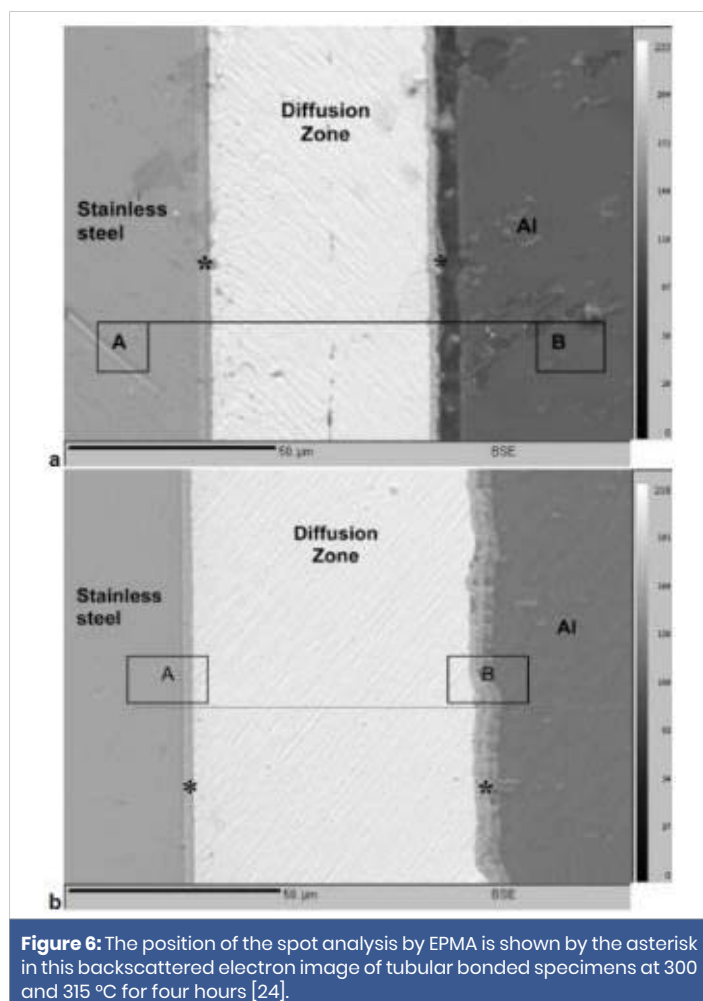 Diffusion
Zone
Stainless
steel
Al
*
*
A
B
a
50. µm
BSE
Diffusion
Zone
Stainless
steel
Al
A
B
*
*
b
50. µm
BSE
Figure 6: The position of the spot analysis by EPMA is shown by the asterisk
in this backscattered electron image of tubular bonded specimens at 300
and 315 °C for four hours [24].